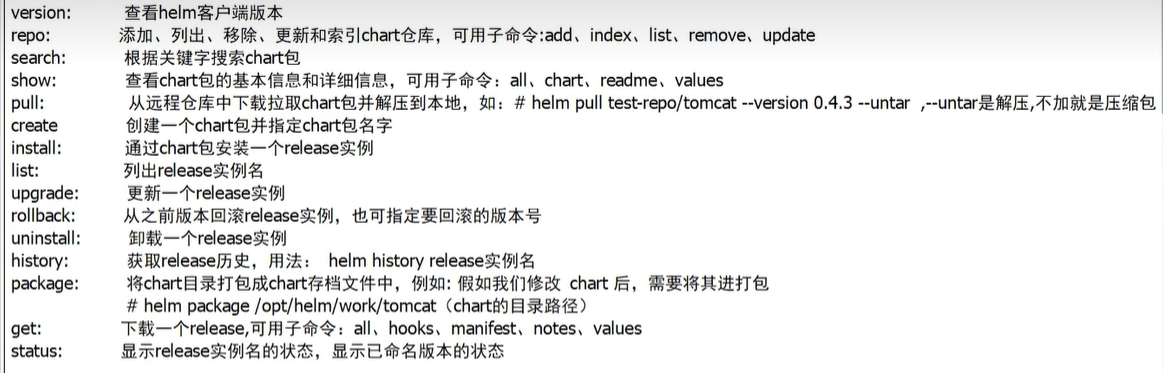 version: 查看helm客户端版本
repo: 添加、列出、移除、更新和索引chart仓库，可用子命令:add、index、list、remove、update
search: 根据关键字搜索chart包
show: 查看chart包的基本信息和详细信息，可用子命令：all、chart、readme、values
pull: 从远程仓库中下载拉取chart包并解压到本地，如：# helm pull test-repo/tomcat --version 0.4.3 --untar ,--untar是解压,不加就是压缩包
create 创建一个chart包并指定chart包名字
install: 通过chart包安装一个release实例
list: 列出release实例名
upgrade: 更新一个release实例
rollback: 从之前版本回滚release实例，也可指定要回滚的版本号
uninstall: 卸载一个release实例
history: 获取release历史，用法： helm history release实例名
package: 将chart目录打包成chart存档文件中，例如: 假如我们修改 chart 后，需要将其进打包
# helm package /opt/helm/work/tomcat（chart的目录路径）
get: 下载一个release,可用子命令：all、hooks、manifest、notes、values
status: 显示release实例名的状态，显示已命名版本的状态